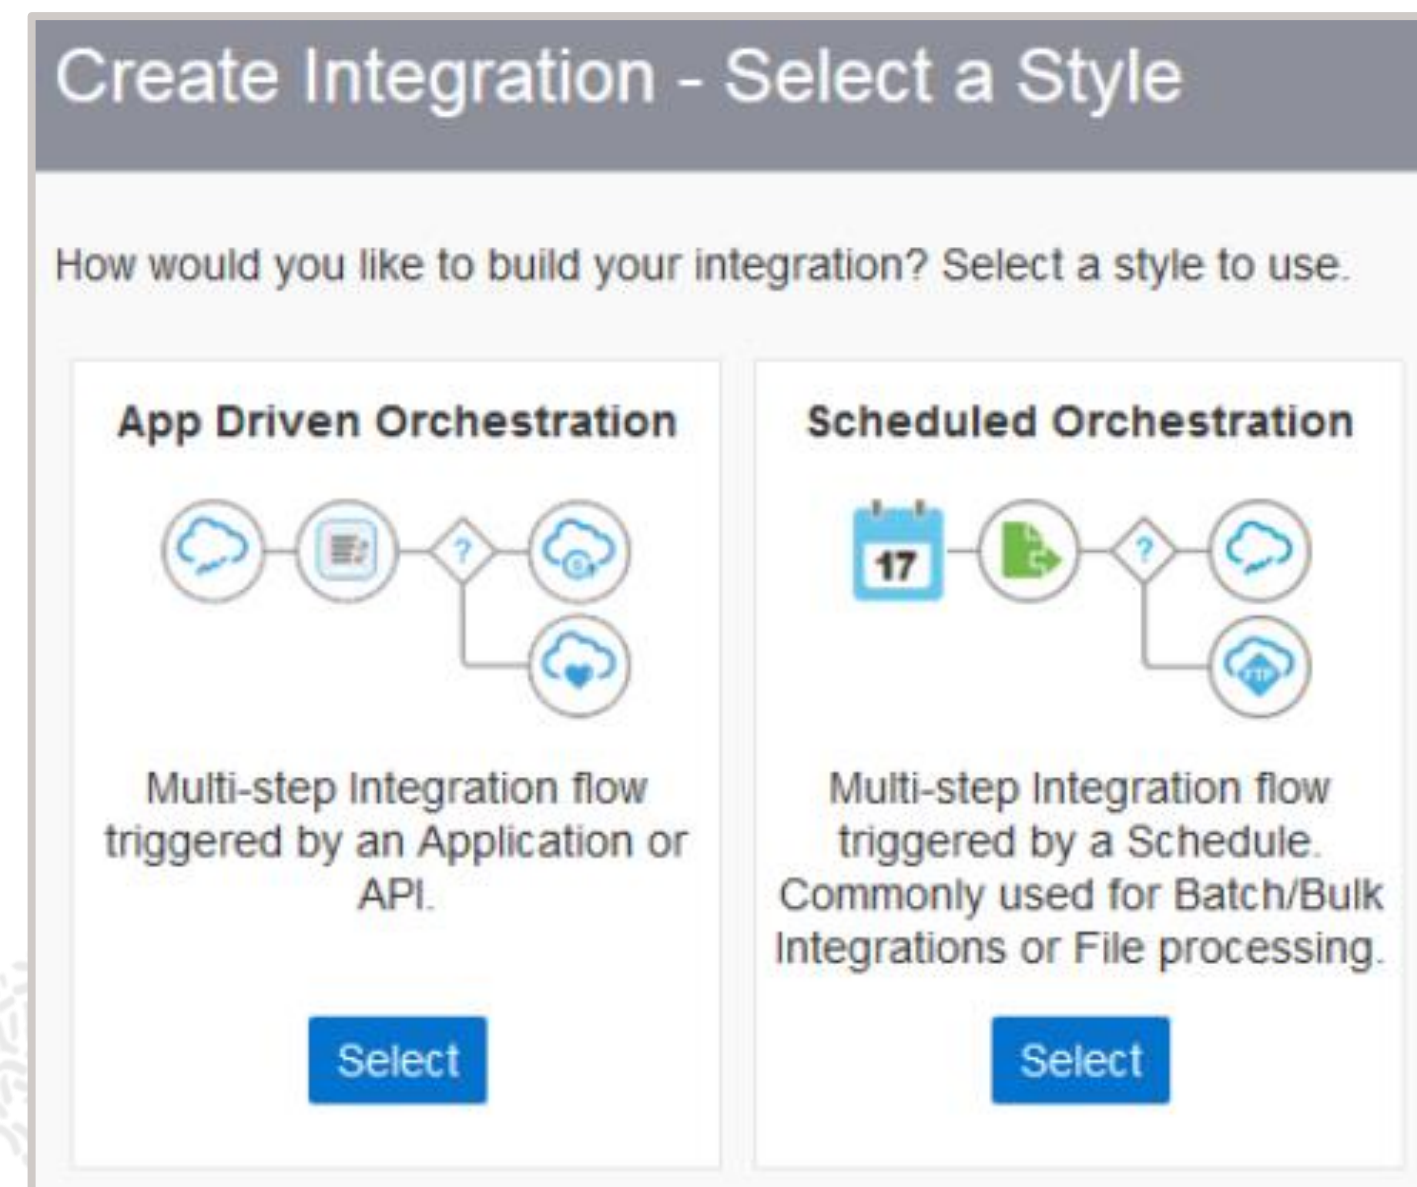 Create Integration - Select a Style
How would you like to build your integration? Select a style to use.
App Driven Orchestration
?
Multi-step Integration flow
triggered by an Application or
API.
Select
Scheduled Orchestration
17
?
FTP
Multi-step Integration flow
triggered by a Schedule.
Commonly used for Batch/Bulk
Integrations or File processing.
Select